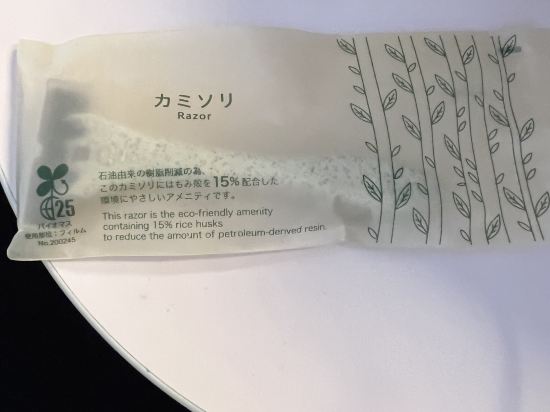 カミソリ
Razor
石油由来の樹脂削減の為、
このカミソリにはもみ殻を15%配合した
環境にやさしいアメニティです。
This razor is the eco-friendly amenity
containing 15% rice husks
to reduce the amount of petroleum-derived resin.
25
バイオマス
使用部位：フィルム
No.200245